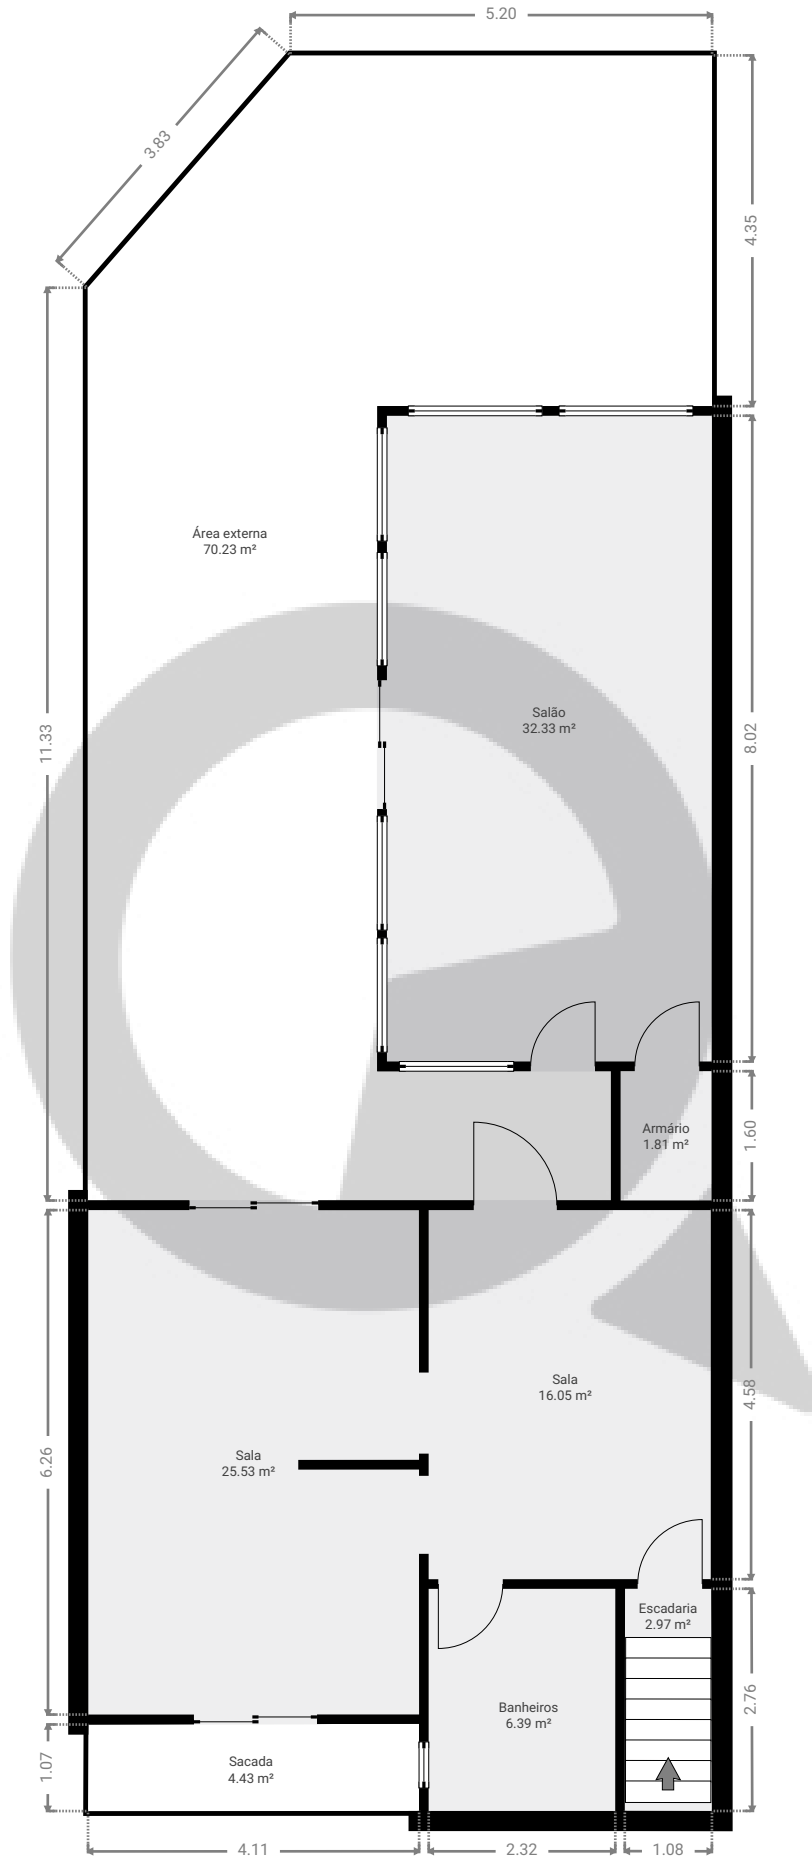 5.20
3.83
4.35
Área externa
70.23 m²
Salão
32.33 m²
11.33
8.02
Armário
1.81 m²
1.60
Sala
16.05 m²
4.58
Sala
25.53 m²
6.26
Escadaria
2.97 m²
Banheiros
6.39 m²
2.76
Sacada
4.43 m²
1.07
4.11
2.32
1.08